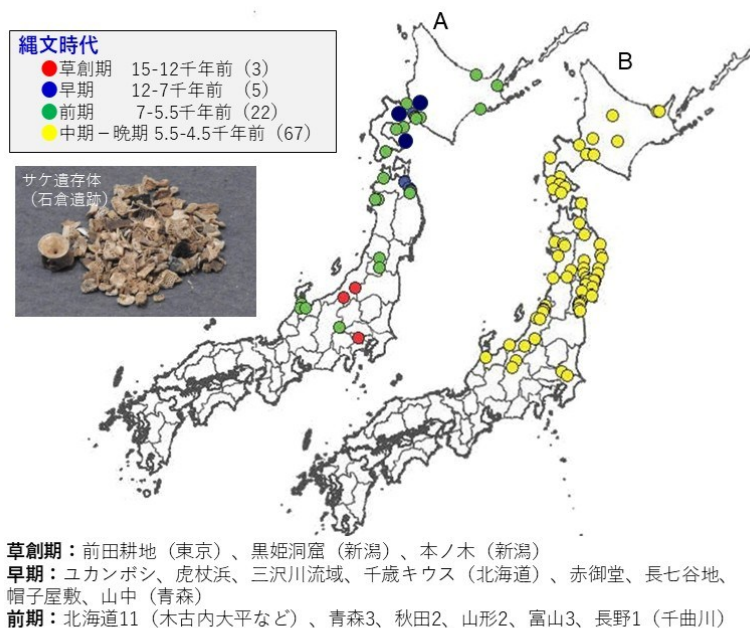 縄文時代
草創期 15-12千年前（3）
早期 12-7千年前（5）
前期 7-5.5千年前（22）
中期－晩期 5.5-4.5千年前（67）
サケ遺存体
（石倉遺跡）
A
B
草創期：前田耕地（東京）、黒姫洞窟（新潟）、本ノ木（新潟）
早期：ユカンボシ、虎杖浜、三沢川流域、千歳キウス（北海道）、赤御堂、長七谷地、
帽子屋敷、山中（青森）
前期：北海道11（木古内大平など）、青森3、秋田2、山形2、富山3、長野1（千曲川）